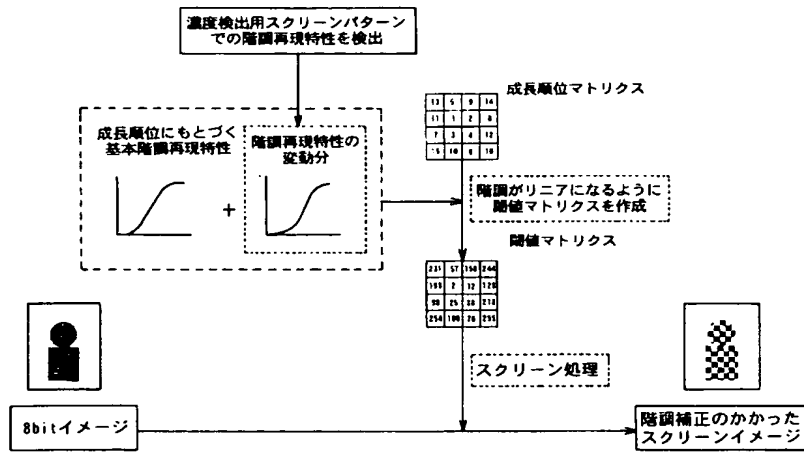 濃度検出用スクリーンパターン
での階調再現特性を検出
成長順位にもとづく
基本階調再現特性
階調再現特性の
変動分
+
成長順位マトリクス
13 5 9 14
11 1 2 8
7 3 4 12
15 10 6 16
階調がリニアになるように
閾値マトリクスを作成
閾値マトリクス
231 57 150 244
2 12 128
98 25 38
254 180 26 255
スクリーン処理
8bitイメージ
階調補正のかかった
スクリーンイメージ